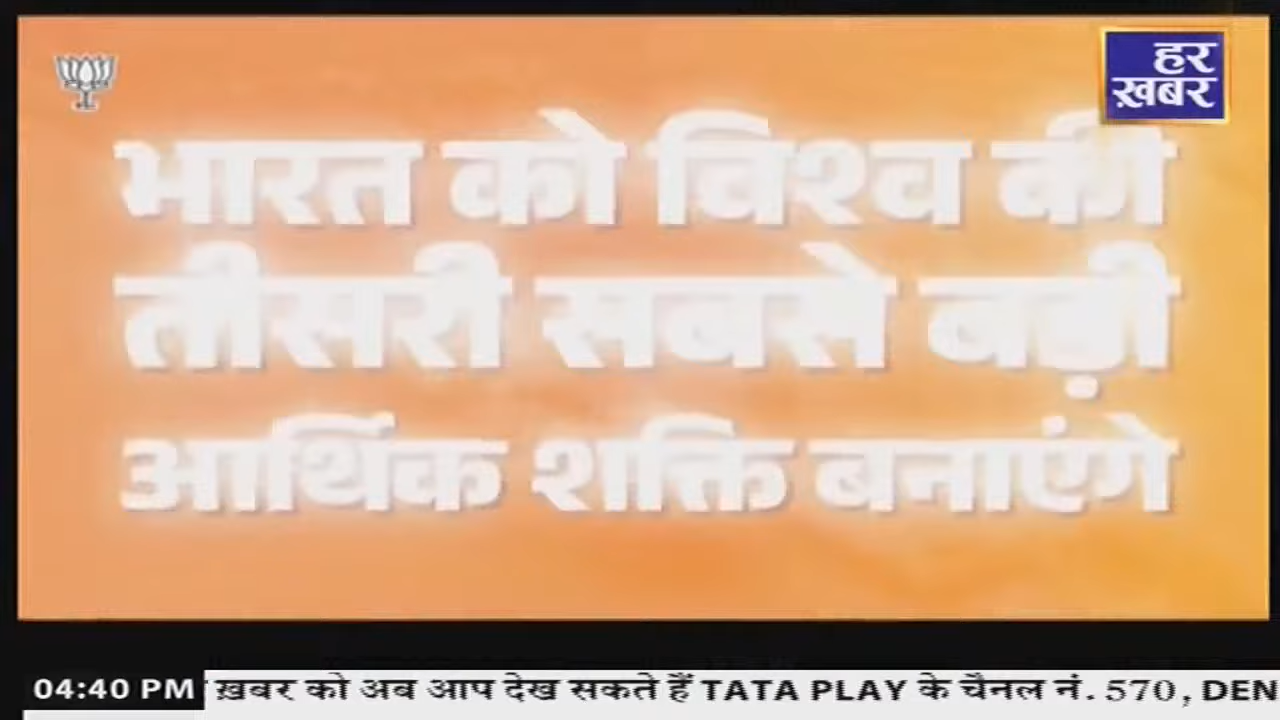 हर
ख़बर
भारत को विश्व की
तीसरी सबसे बड़ी
आर्थिक शक्ति बनाएंगे
04:40 PM ख़बर को अब आप देख सकते हैं TATA PLAY के चैनल नं. 570, DEN